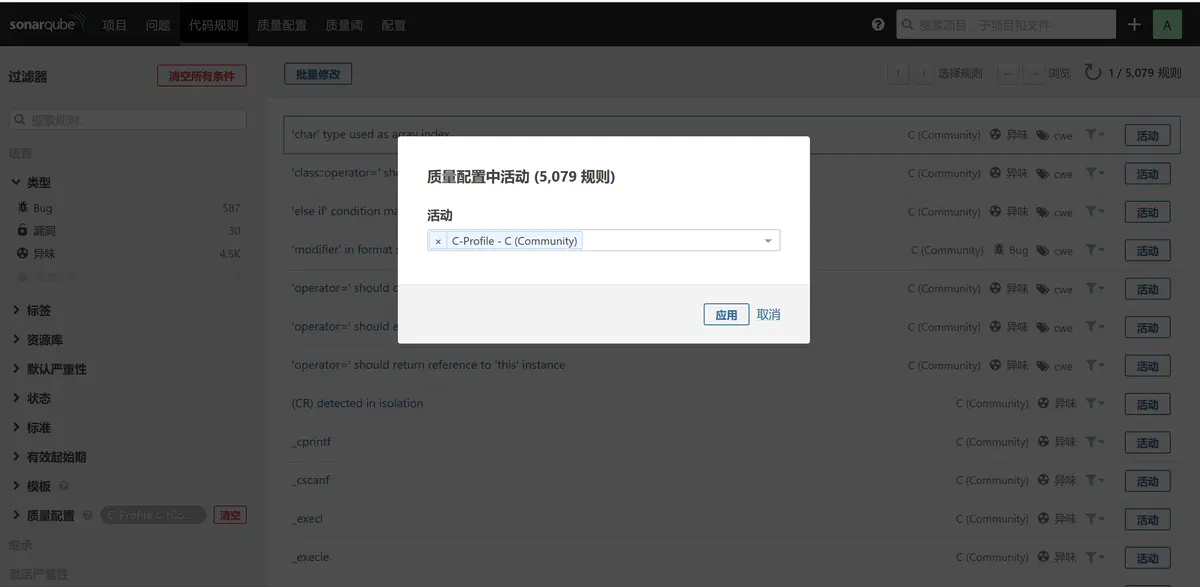 sonarqube 项目 问题 代码规则 质量配置 质量阈 配置 搜索项目、子项目和文件 A
过滤器 清空所有条件 批量修改 选择规则 浏览 1 / 5,079 规则
搜索规则...
语言
类型
Bug 587
漏洞 30
异味 4.5K
标签
资源库
默认严重性
状态
标准
有效起始期
模板
质量配置 C-Profile C (Co... 清空
继承
激活严重性
'char' type used as array index C (Community) 异味 cwe 活动
'class::operator=' sho C (Community) 异味 cwe 活动
'else if' condition ma C (Community) 异味 cwe 活动
'modifier' in format s C (Community) Bug cwe 活动
'operator=' should c C (Community) 异味 cwe 活动
'operator=' should e C (Community) 异味 cwe 活动
'operator=' should return reference to 'this' instance C (Community) 异味 cwe 活动
(CR) detected in isolation C (Community) 异味 活动
_cprintf C (Community) 异味 活动
_cscanf C (Community) 异味 活动
_execl C (Community) 异味 活动
_execle C (Community) 异味 活动
质量配置中活动 (5,079 规则)
活动
× C-Profile - C (Community)
应用 取消